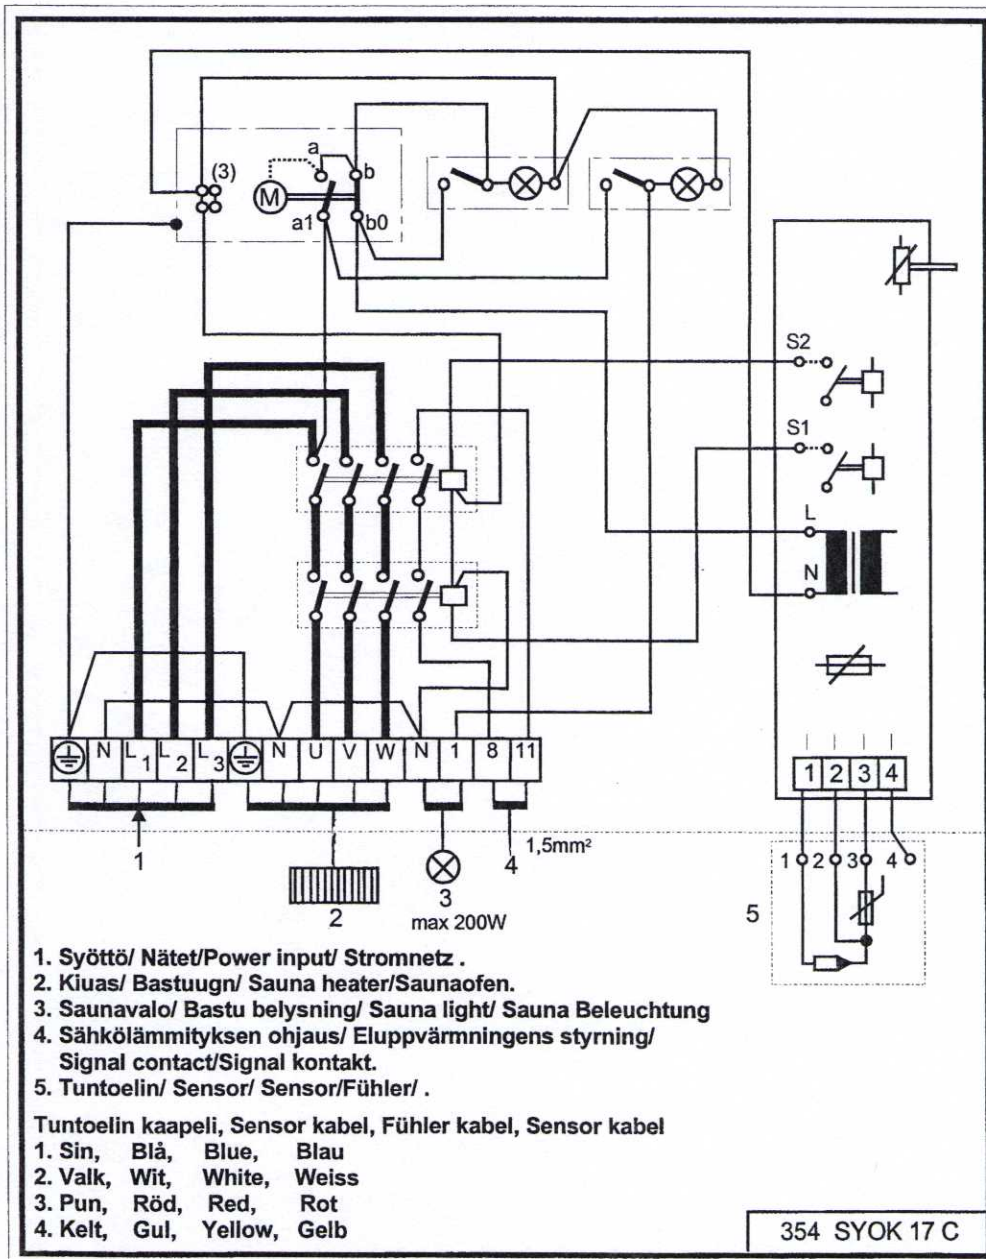 (3)
a
b
M
a1
b0
S2
S1
L
N
N L1 L2 L3 N U V W N 1 8 11
1 2 3 4
1
2
3
max 200W
4
1,5mm²
1 2 3 4
5
1. Syöttö/ Nätet/Power input/ Stromnetz .
2. Kiuas/ Bastuugn/ Sauna heater/Saunaofen.
3. Saunavalo/ Bastu belysning/ Sauna light/ Sauna Beleuchtung
4. Sähkölämmityksen ohjaus/ Eluppvärmningens styrning/
Signal contact/Signal kontakt.
5. Tuntoelin/ Sensor/ Sensor/Fühler/ .
Tuntoelin kaapeli, Sensor kabel, Fühler kabel, Sensor kabel
1. Sin, Blå, Blue, Blau
2. Valk, Wit, White, Weiss
3. Pun, Röd, Red, Rot
4. Kelt, Gul, Yellow, Gelb
354 SYOK 17 C